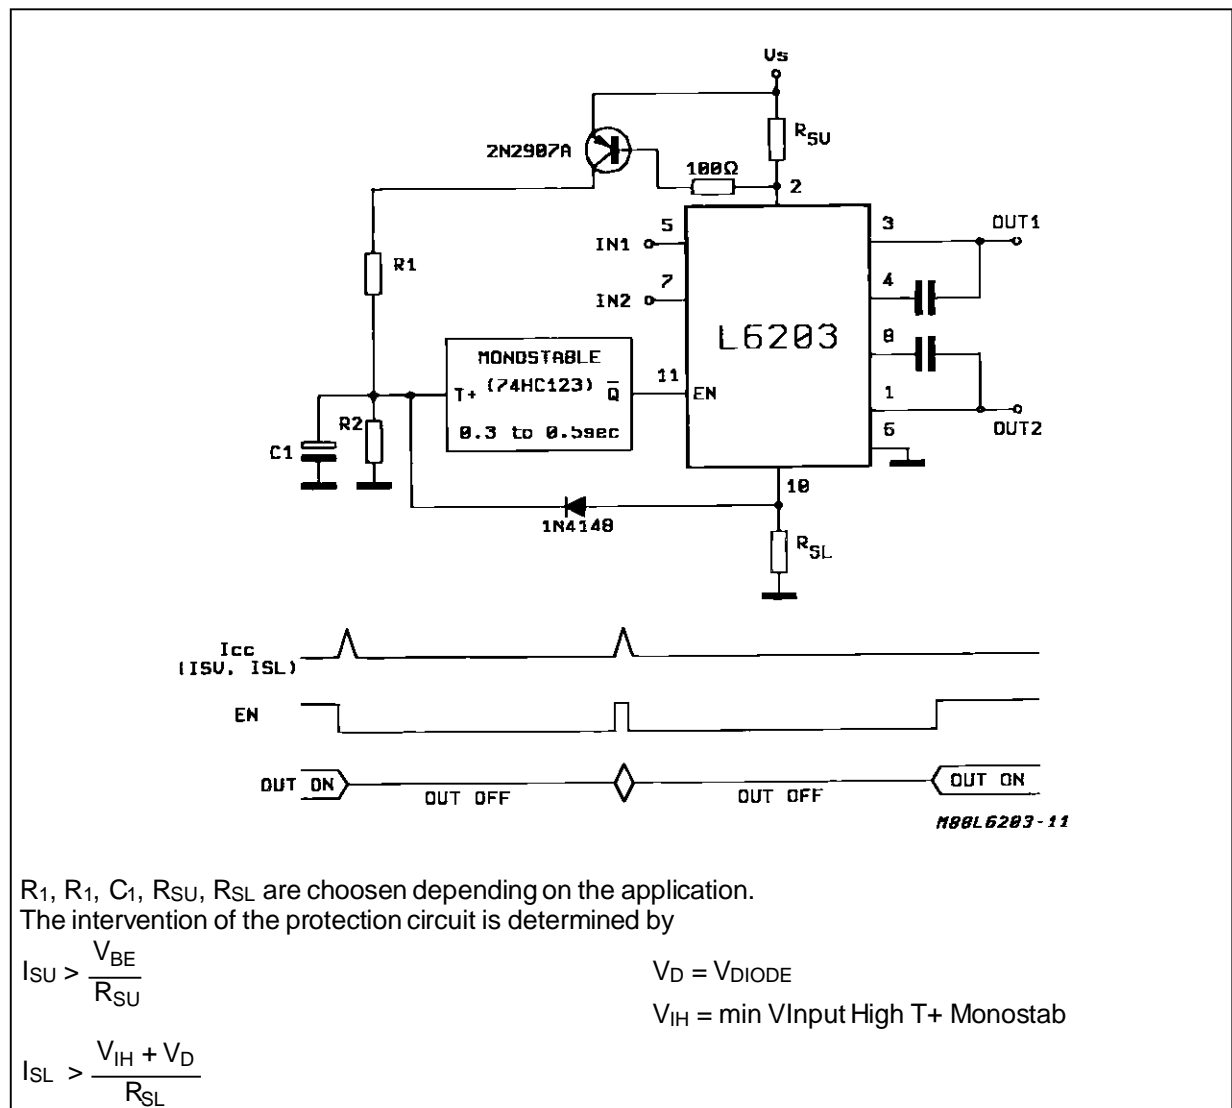 Vs
RSU
2N2907A
100Ω
2
5
3
OUT1
IN1
R1
7
4
IN2
L6203
8
MONOSTABLE
(74HC123)
T+
Q̅
11
EN
1
R2
0.3 to 0.5sec
6
OUT2
C1
10
1N4148
RSL
Icc
(ISU, ISL)
EN
OUT ON
OUT OFF
OUT OFF
OUT ON
M88L6203-11
R1, R1, C1, RSU, RSL are choosen depending on the application.
The intervention of the protection circuit is determined by
ISU > VBE / RSU
VD = VDIODE
VIH = min VInput High T+ Monostab
ISL > VIH + VD / RSL